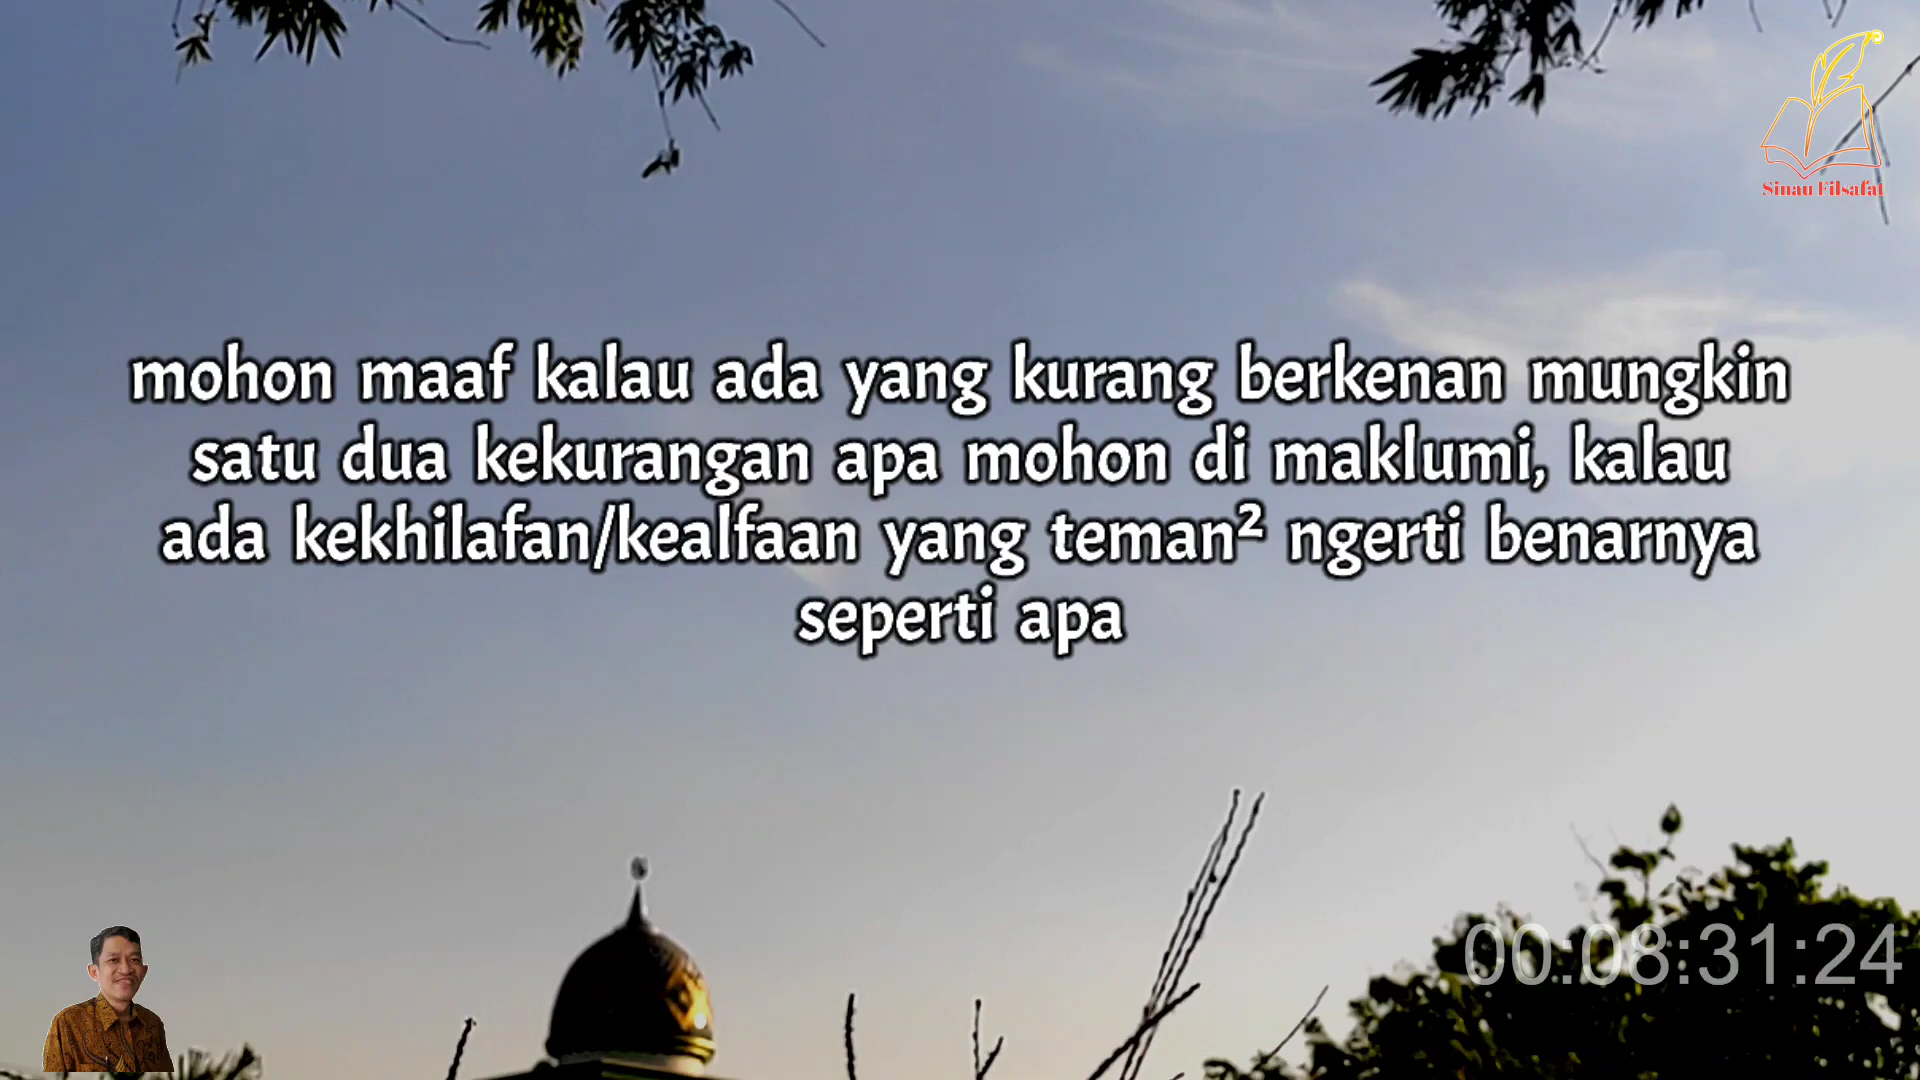 Sinau Filsafat
mohon maaf kalau ada yang kurang berkenan mungkin
satu dua kekurangan apa mohon di maklumi, kalau
ada kekhilafan/kealfaan yang teman² ngerti benarnya
seperti apa
00:08:31:24